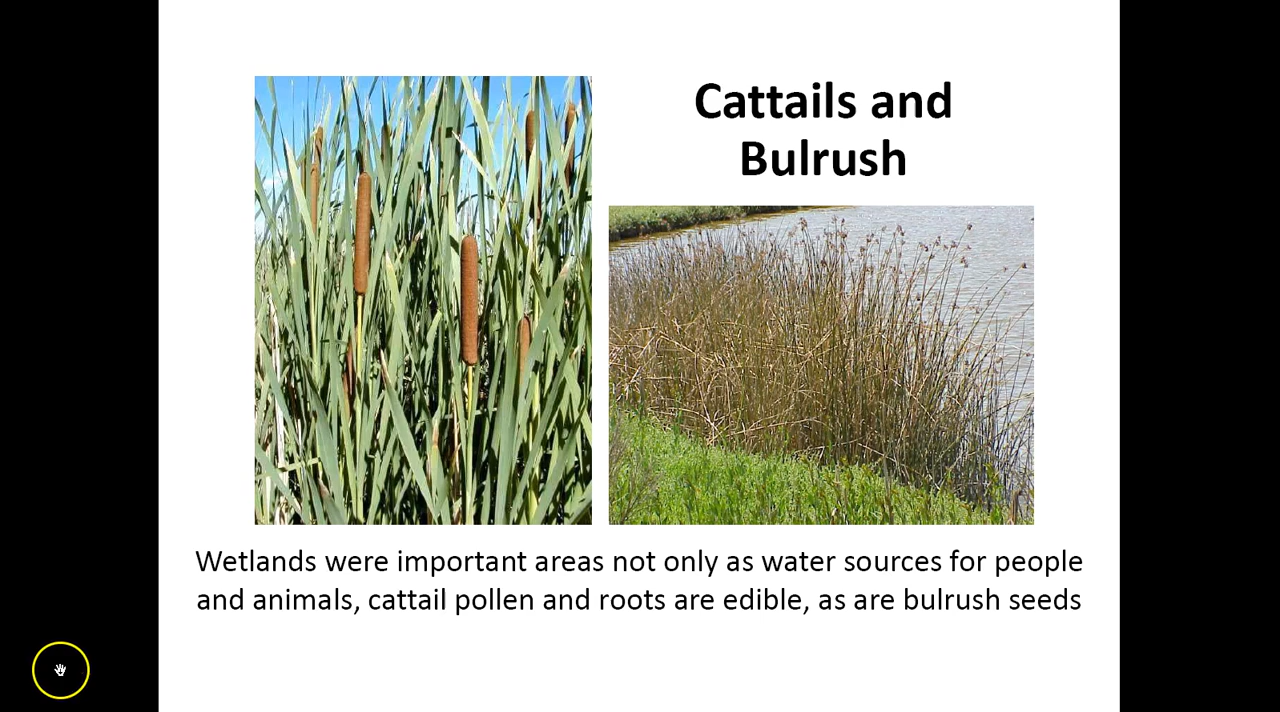 Cattails and
Bulrush
Wetlands were important areas not only as water sources for people
and animals, cattail pollen and roots are edible, as are bulrush seeds